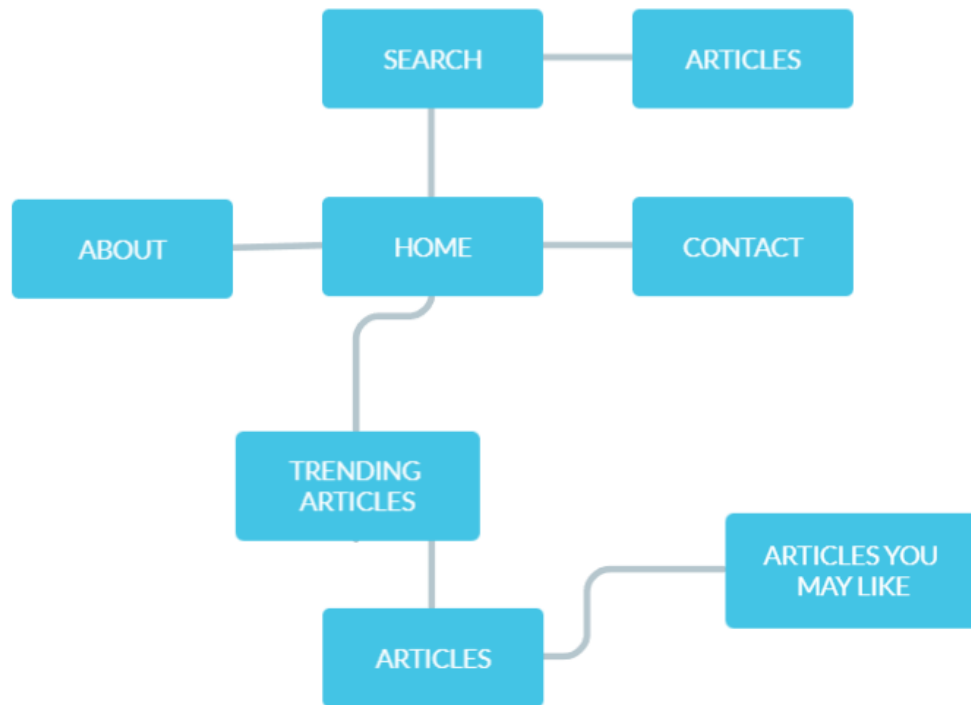 SEARCH
ARTICLES
ABOUT
HOME
CONTACT
TRENDING
ARTICLES
ARTICLES YOU
MAY LIKE
ARTICLES